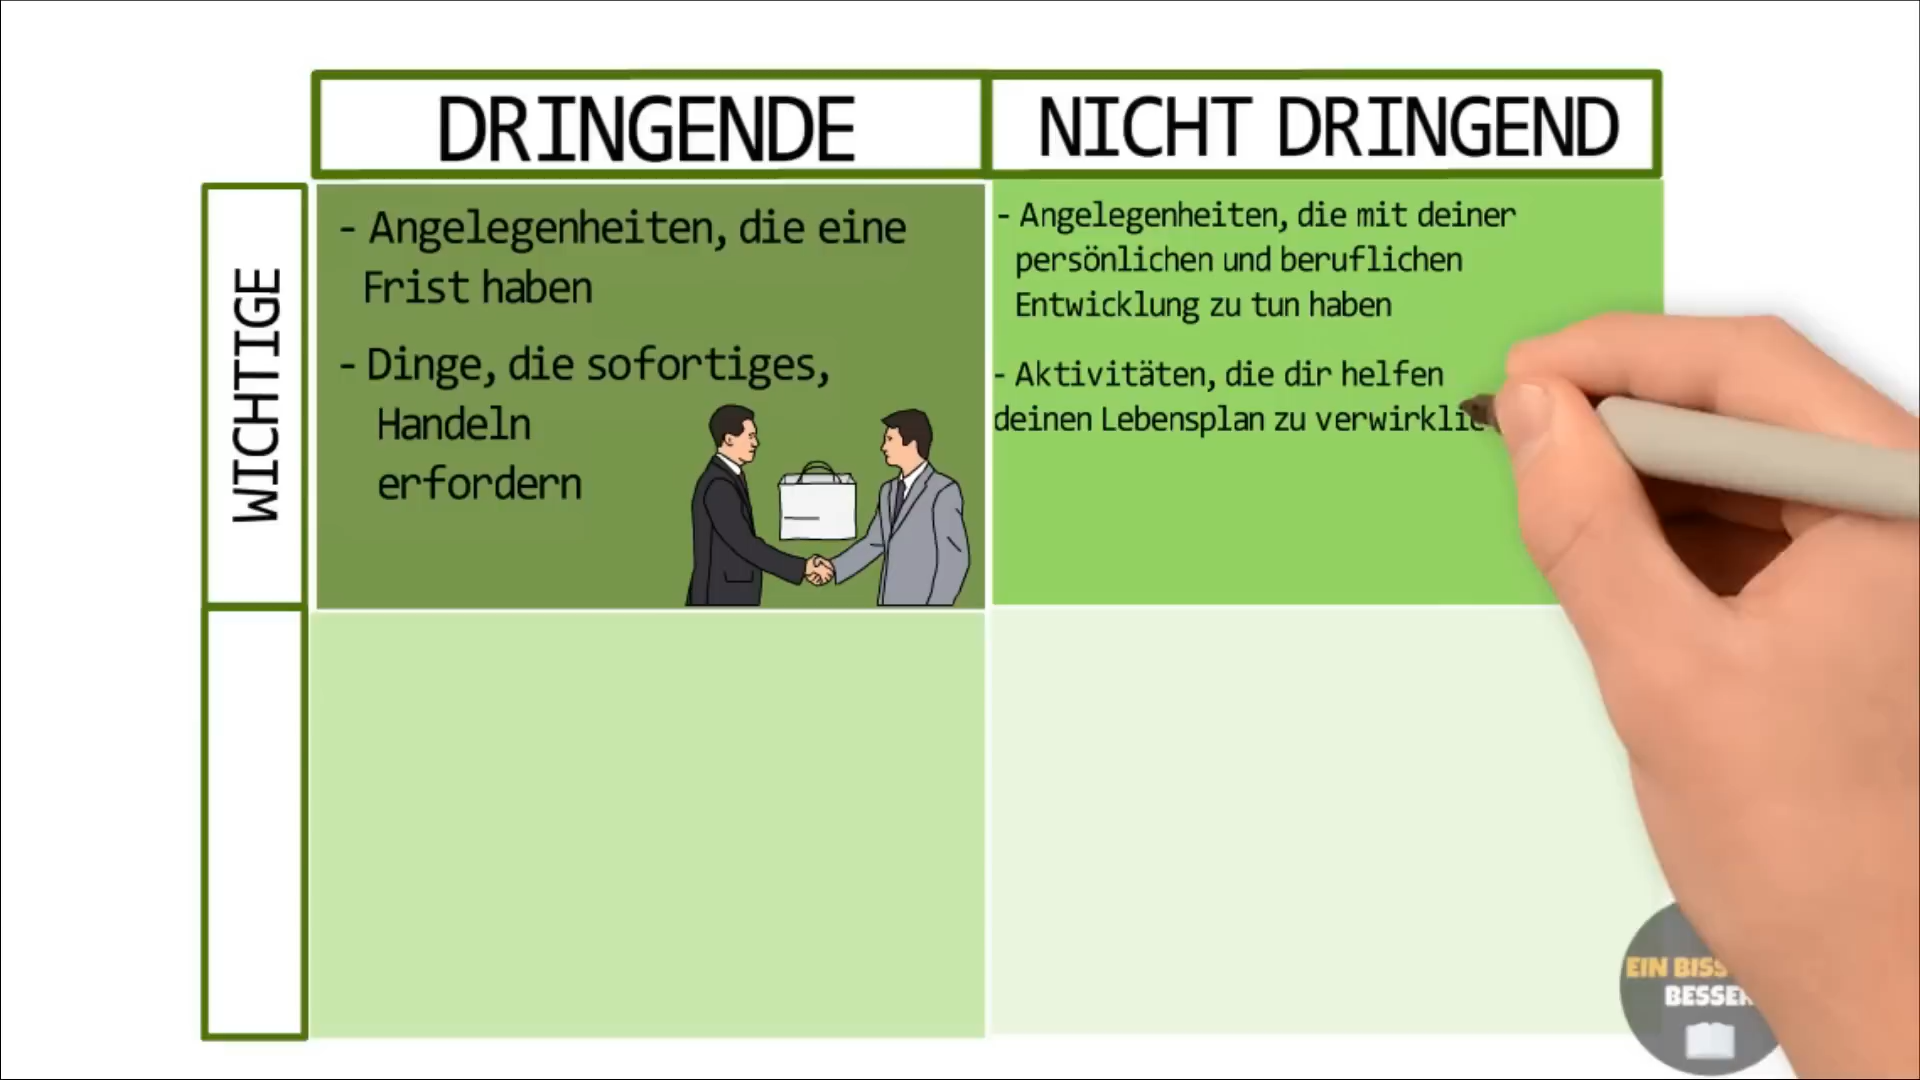 DRINGENDE
NICHT DRINGEND
WICHTIGE
- Angelegenheiten, die eine
Frist haben
- Dinge, die sofortiges,
Handeln
erfordern
- Angelegenheiten, die mit deiner
persönlichen und beruflichen
Entwicklung zu tun haben
- Aktivitäten, die dir helfen
deinen Lebensplan zu
EIN
BESSER